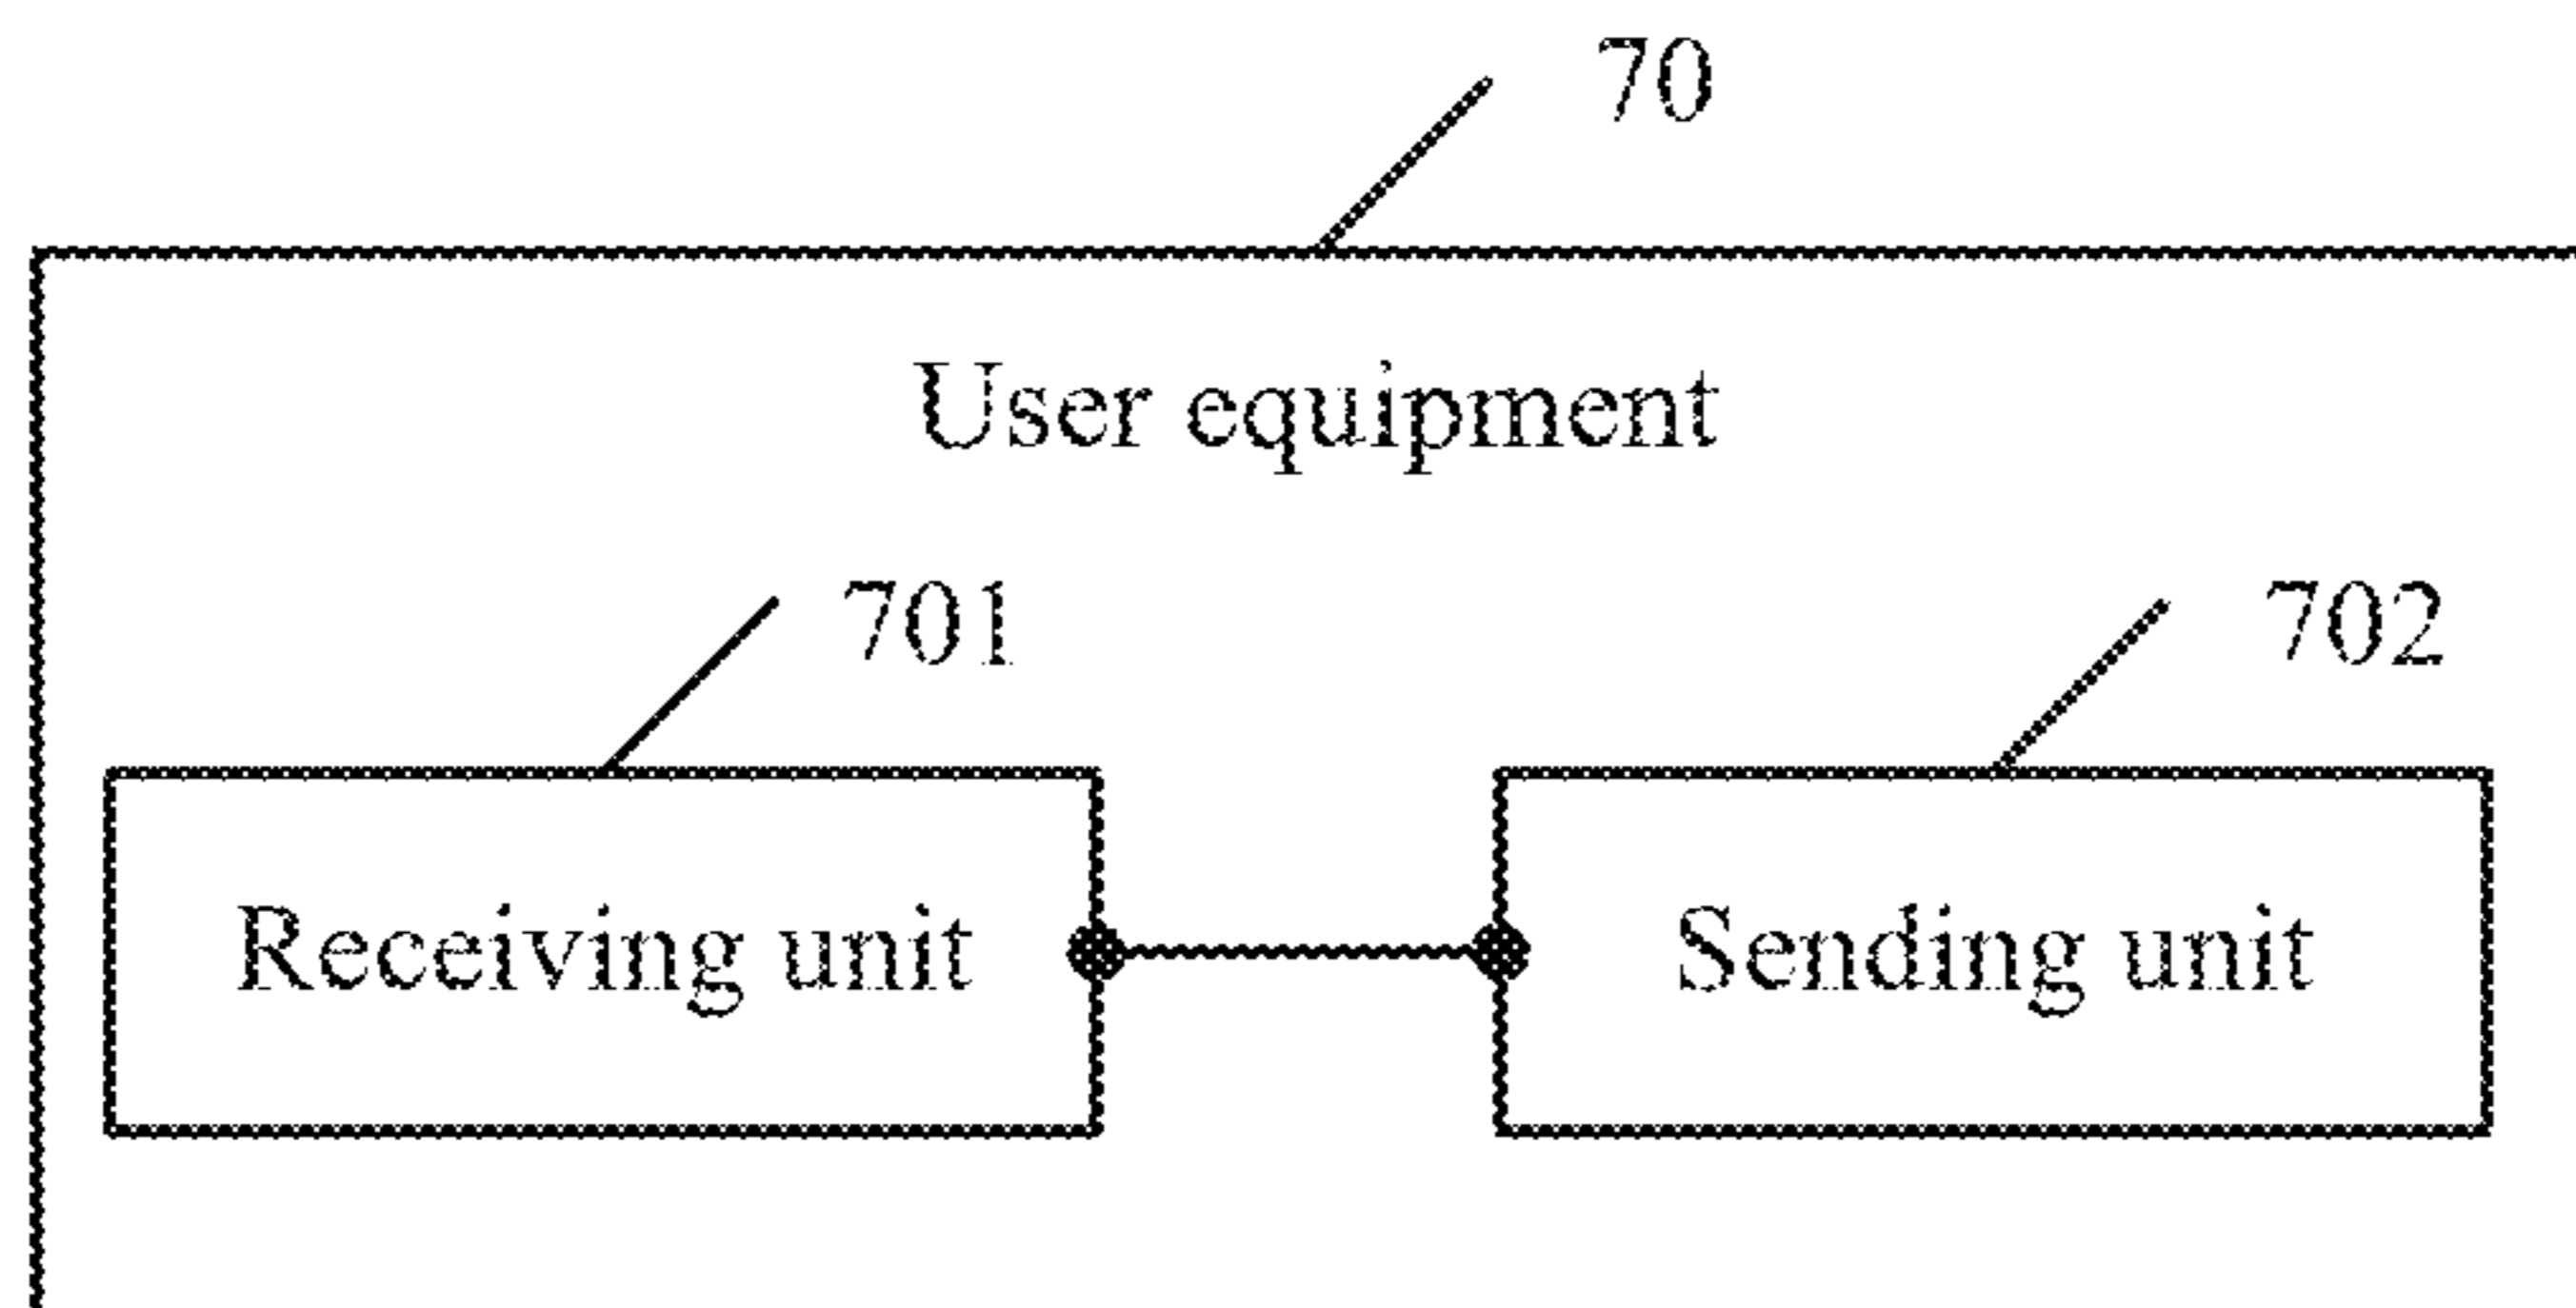 70
User equipment
701
702
Receiving unit
Sending unit